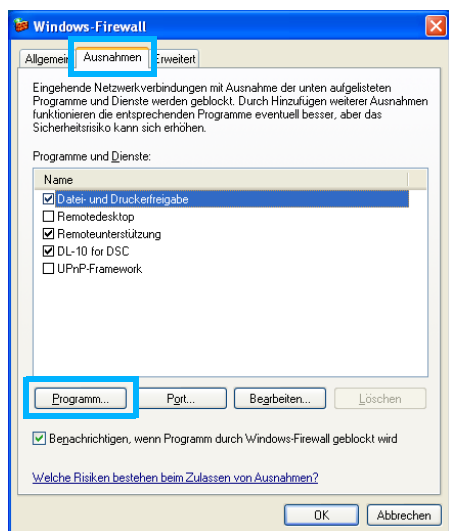 Windows-Firewall
Allgemein Ausnahmen Erweitert
Eingehende Netzwerkverbindungen mit Ausnahme der unten aufgelisteten
Programme und Dienste werden geblockt. Durch Hinzufügen weiterer Ausnahmen
funktionieren die entsprechenden Programme eventuell besser, aber das
Sicherheitsrisiko kann sich erhöhen.
Programme und Dienste:
Name
Datei- und Druckerfreigabe
Remotedesktop
Remoteunterstützung
DL-10 for DSC
UPnP-Framework
Programm... Port... Bearbeiten... Löschen
Benachrichtigen, wenn Programm durch Windows-Firewall geblockt wird
Welche Risiken bestehen beim Zulassen von Ausnahmen?
OK Abbrechen